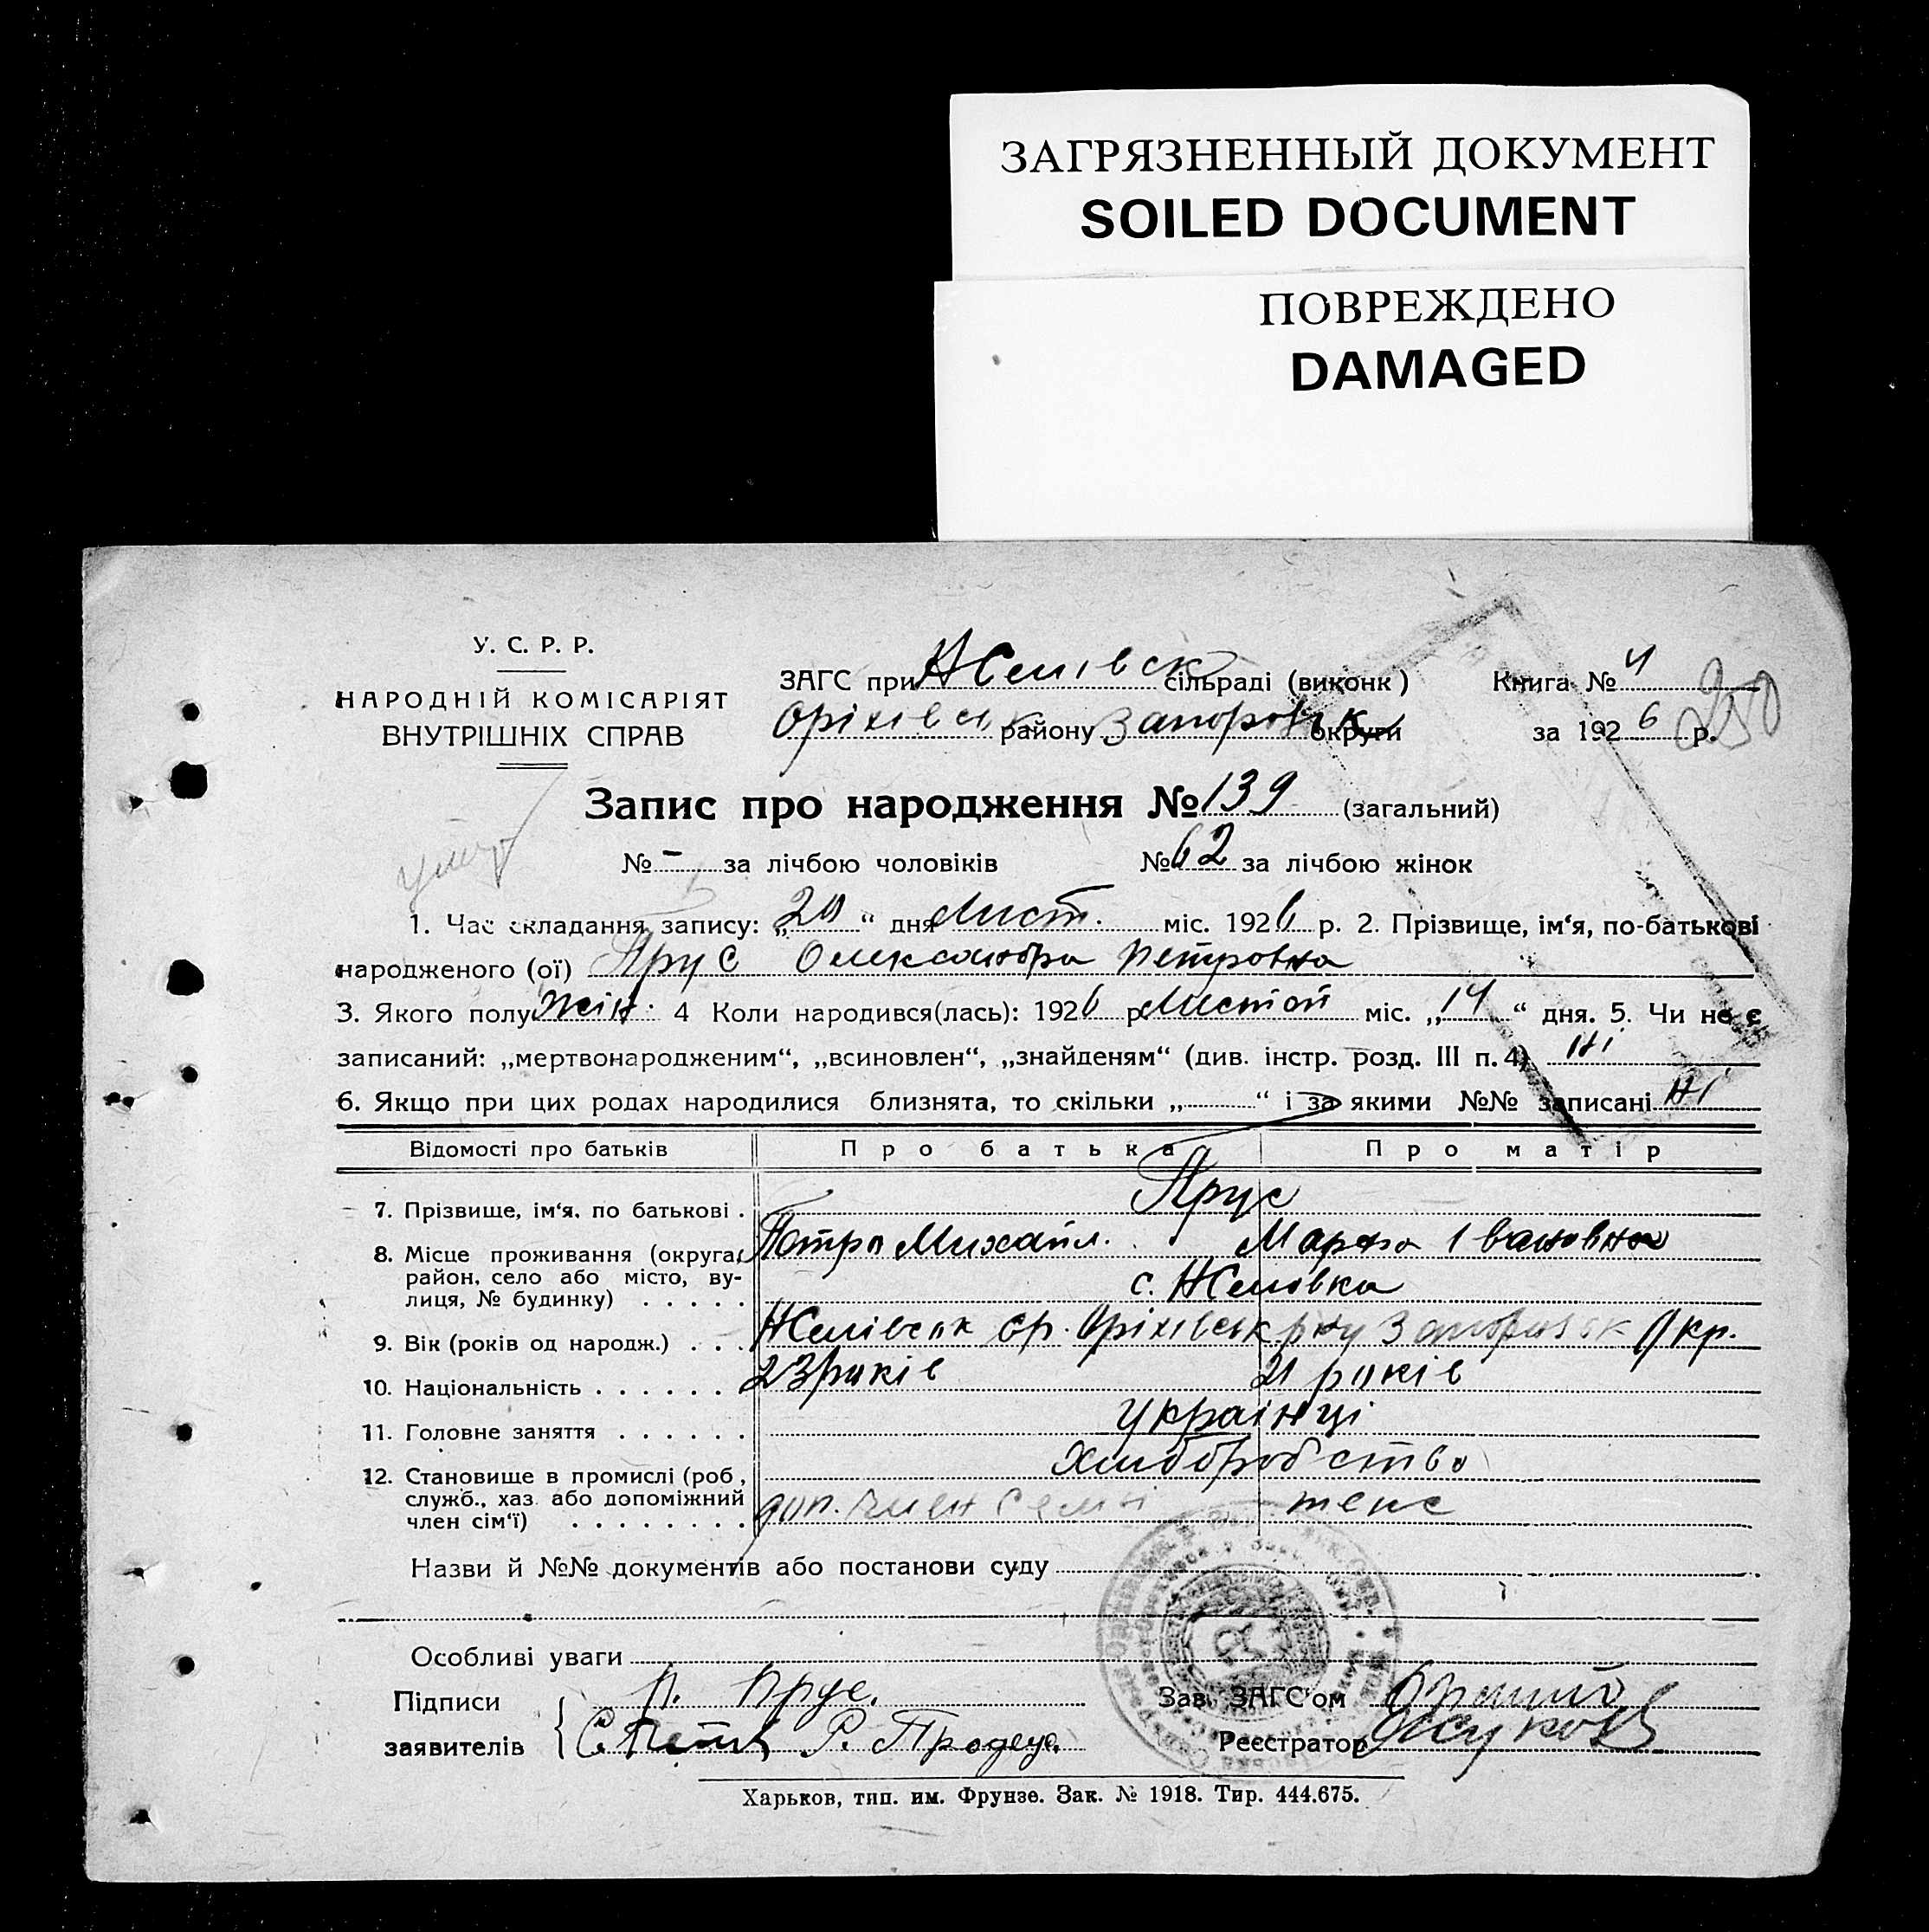 ЗАГРЯЗНЕННЫЙ ДОКУМЕНТ
SOILED DOCUMENT
ПОВРЕЖДЕНО
DAMAGED
У. С. Р. Р.
НАРОДНІЙ КОМІСАРІЯТ
ВНУТРІШНІХ СПРАВ
ЗАГС при сільраді (виконк)
Оріхівськ району Запорізьк округи
Книга № 4
за 1926 р.
250
Запис про народження № 139 (загальний)
№ - за лічбою чоловіків № 62 за лічбою жінок
1. Час складання запису: „20“ дня Лист. міс. 1926 р. 2. Прізвище, ім‘я, по-батькові
народженого (ої) Ярус Олександра Петровна
3. Якого полу жін. 4 Коли народився(лась): 1926 р. Листоп міс. „14“ дня. 5. Чи не є
записаний: „мертвонародженим“, „всиновлен“, „знайденям“ (див. інстр. розд. III п. 4) Ні
6. Якщо при цих родах народилися близнята, то скільки „ “ і за якими №№ записані Ні
Відомості про батьків Про батька Про матір
7. Прізвище, ім‘я, по батькові .
Ярус
Петро Михайл. Марфа Івановна
8. Місце проживання (округа,
район, село або місто, ву-
лиця, № будинку) . . . . .
с.
Оріхівськ р-ну Запорізьк Окр.
9. Вік (років од народж.) . . .
23 років 21 років
10. Національність . . . . . .
Українці
11. Головне заняття . . . . . .
Хліборобство
12. Становище в промислі (роб.,
служб., хаз. або допоміжний
член сім‘ї) . . . . . . . .
доп. член семї теже
Назви й №№ документів або постанови суду
Особливі уваги
Підписи
заявителів
П. Ярус.
Зав. ЗАГС‘ом
Реєстратор
Харьков, тип. им. Фрунзе. Зак. № 1918. Тир. 444.675.